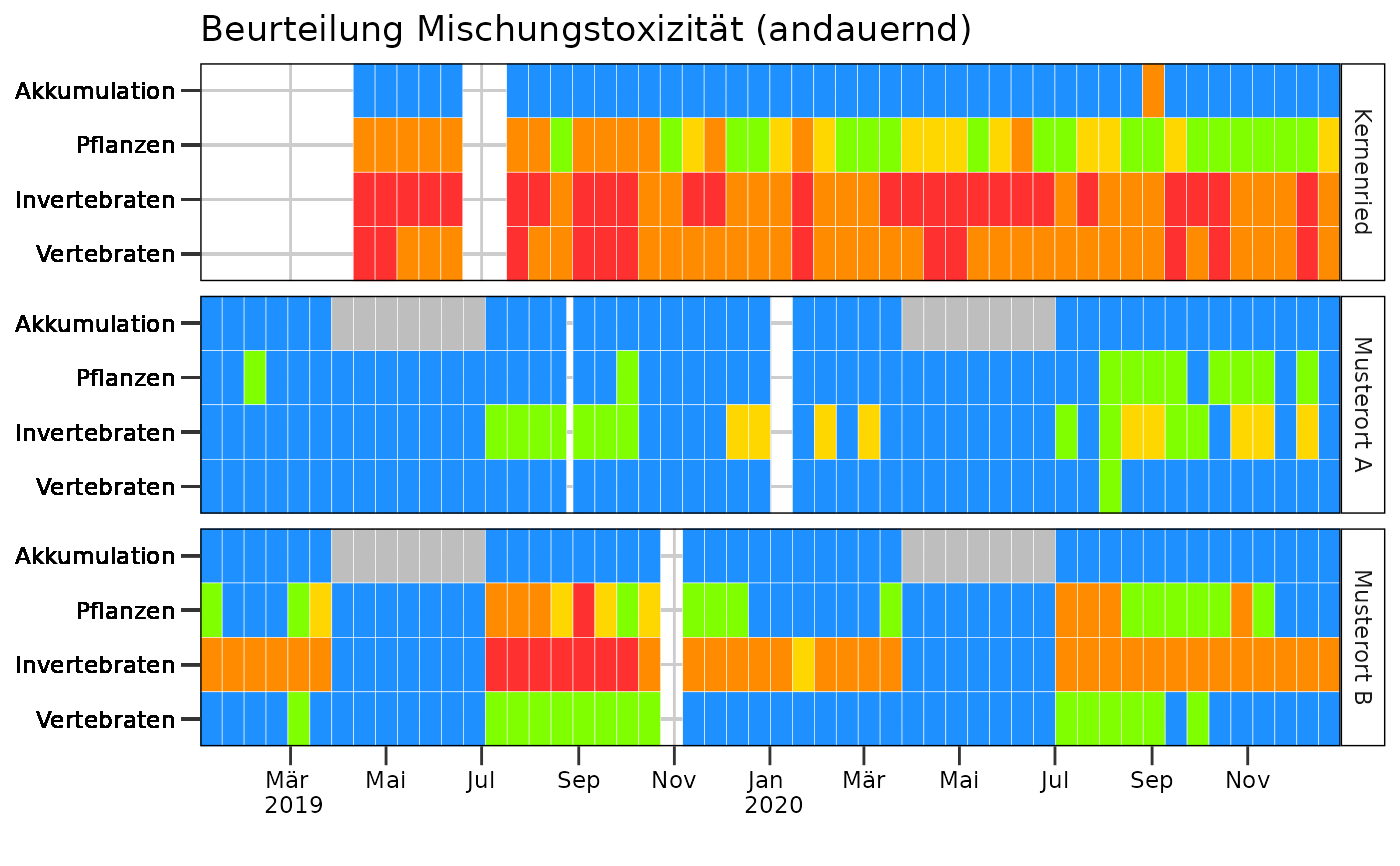 Beurteilung Mischungstoxizität (andauernd)
Akkumulation
Pflanzen
Invertebraten
Vertebraten
Kernenried
Akkumulation
Pflanzen
Invertebraten
Vertebraten
Musterort A
Akkumulation
Pflanzen
Invertebraten
Vertebraten
Musterort B
Mär Mai Jul Sep Nov Jan Mär Mai Jul Sep Nov
2019 2020